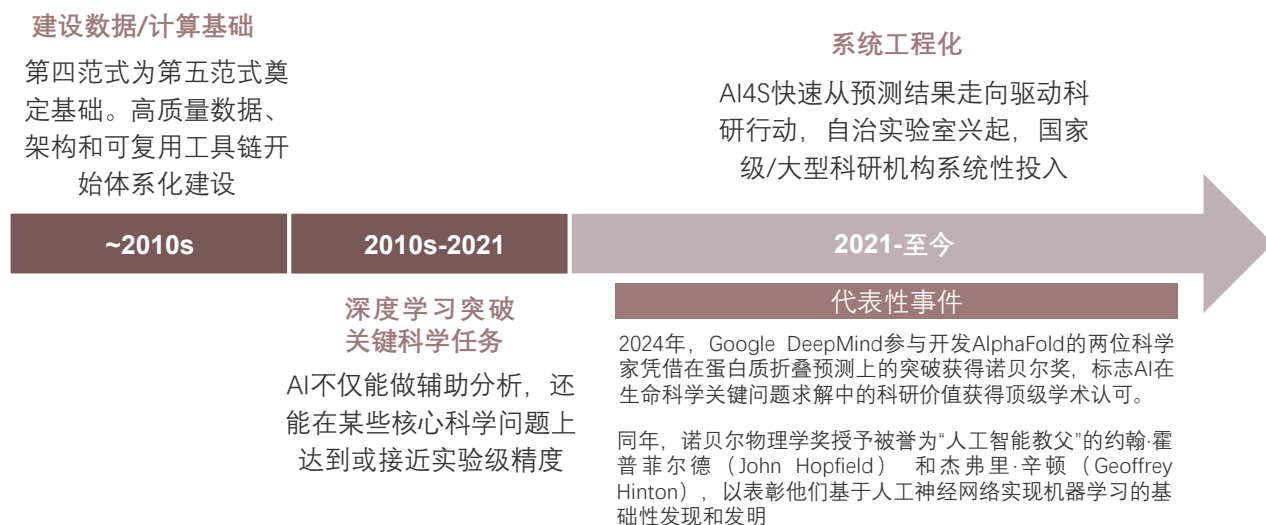 建设数据/计算基础
第四范式为第五范式奠
定基础。高质量数据、
架构和可复用工具链开
始体系化建设
系统工程化
AI4S快速从预测结果走向驱动科
研行动，自治实验室兴起，国家
级/大型科研机构系统性投入
~2010s
2010s-2021
2021-至今
深度学习突破
关键科学任务
AI不仅能做辅助分析，还
能在某些核心科学问题上
达到或接近实验级精度
代表性事件
2024年，Google DeepMind参与开发AlphaFold的两位科学
家凭借在蛋白质折叠预测上的突破获得诺贝尔奖，标志AI在
生命科学关键问题求解中的科研价值获得顶级学术认可。
同年，诺贝尔物理学奖授予被誉为“人工智能教父”的约翰·霍
普菲尔德（John Hopfield） 和杰弗里·辛顿（Geoffrey
Hinton），以表彰他们基于人工神经网络实现机器学习的基
础性发现和发明